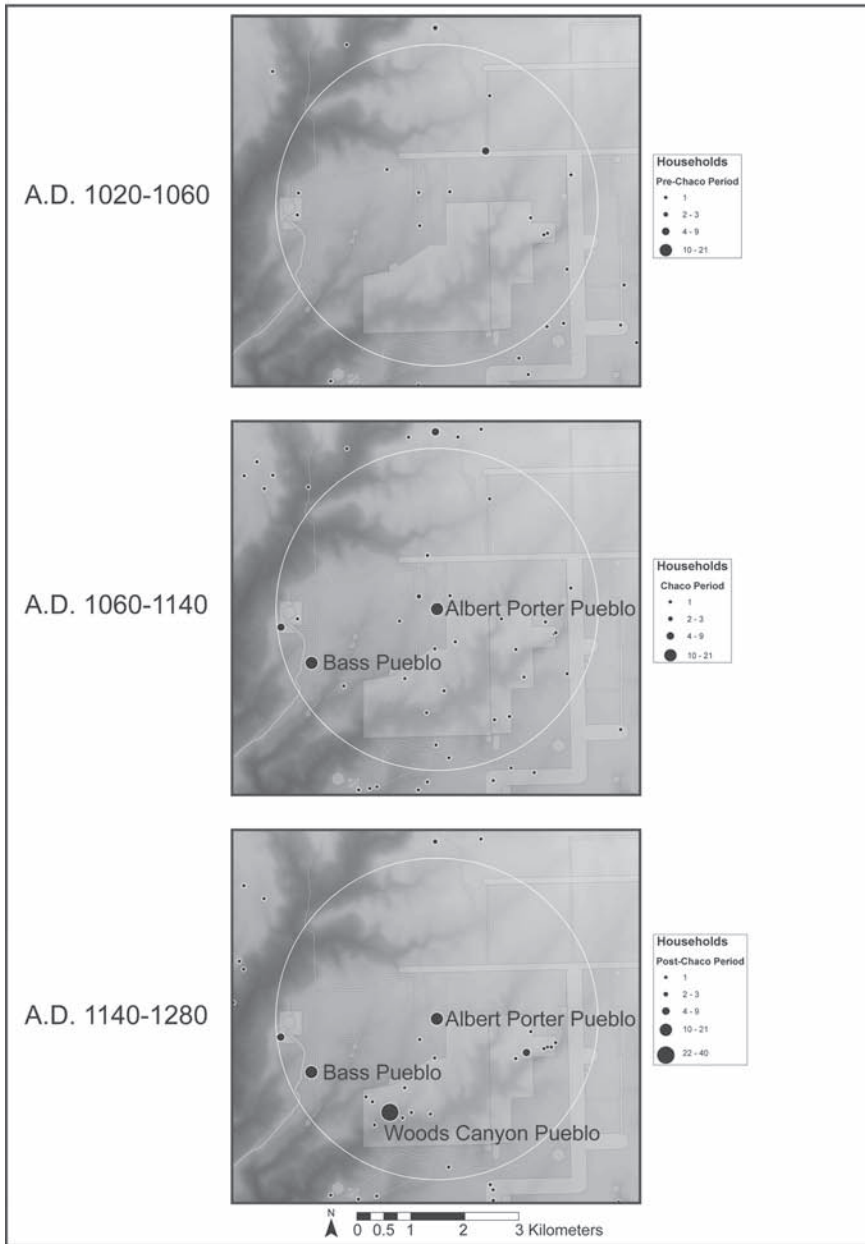 A.D. 1020-1060
Households
Pre-Chaco Period
1
2 - 3
4 - 9
10 - 21
A.D. 1060-1140
Albert Porter Pueblo
Bass Pueblo
Households
Chaco Period
1
2 - 3
4 - 9
10 - 21
A.D. 1140-1280
Albert Porter Pueblo
Bass Pueblo
Woods Canyon Pueblo
Households
Post-Chaco Period
1
2 - 3
4 - 9
10 - 21
22 - 40
N
0 0.5 1 2 3 Kilometers